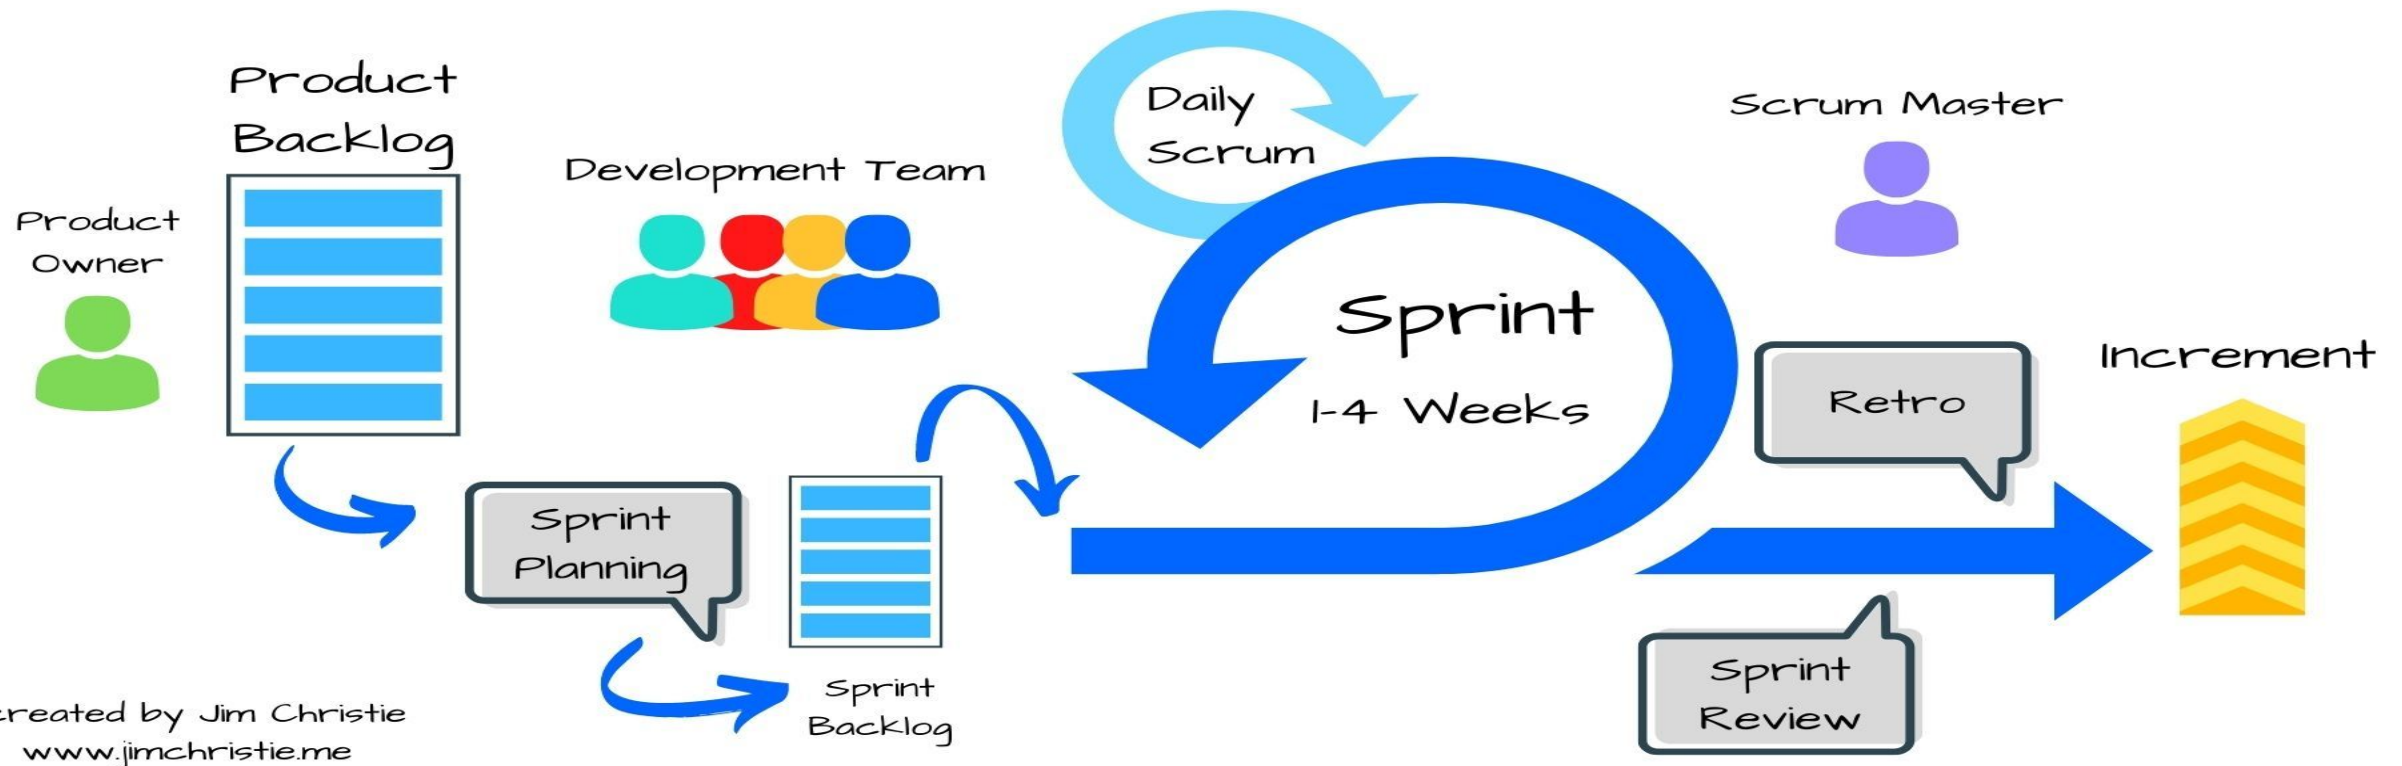 Product
Backlog
Product
Owner
Development Team
Daily
Scrum
Scrum Master
Sprint
1-4 Weeks
Retro
Increment
Sprint
Planning
Sprint
Backlog
Sprint
Review
created by Jim Christie
www.jimchristie.me